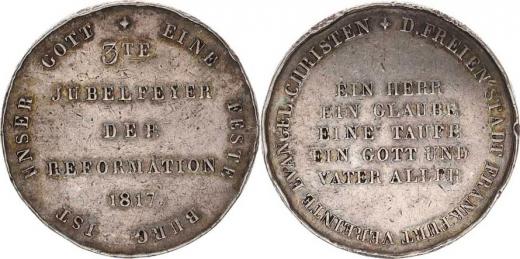 EINE FESTE BURG IST UNSER GOTT
3TE
JUBELFEYER
DER
REFORMATION
1817.
D. FREIEN STADT FRANKFURT VEREINTE EVANGEL. CHRISTEN
EIN HERR
EIN GLAUBE
EINE TAUFE
EIN GOTT UND
VATER ALLER